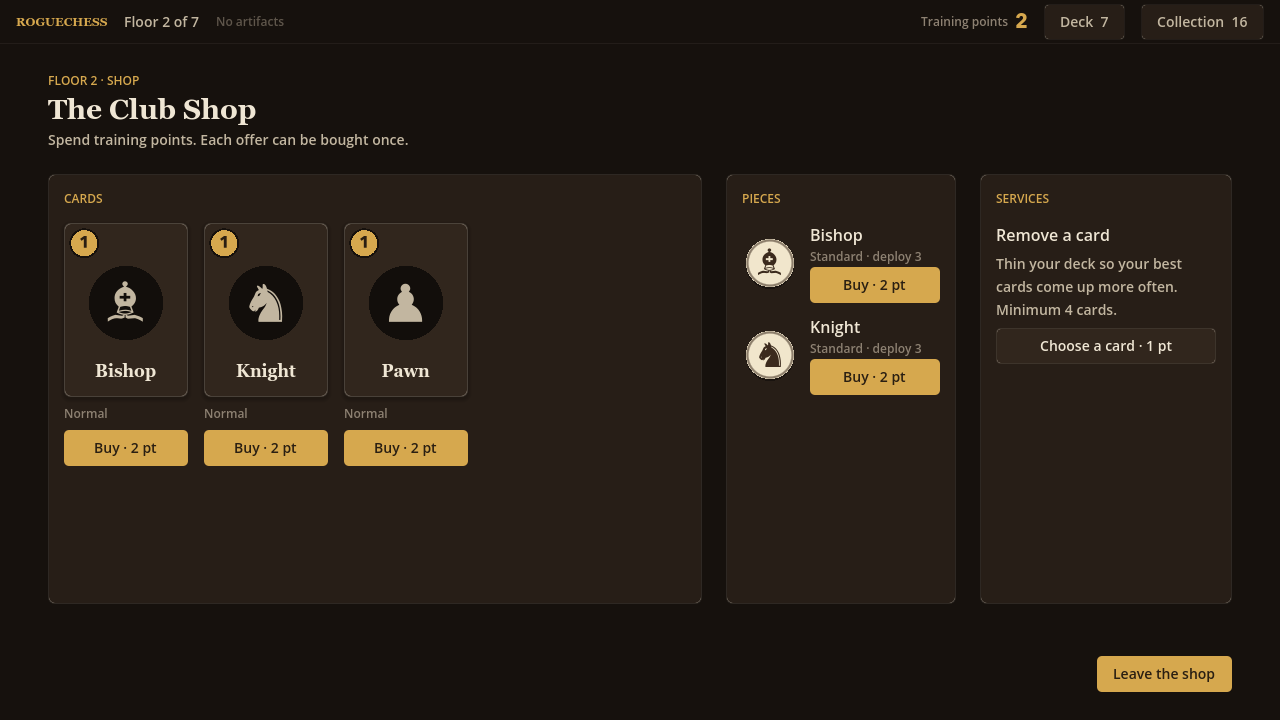 ROGUECHESS Floor 2 of 7 No artifacts Training points 2 Deck 7 Collection 16
FLOOR 2 · SHOP
The Club Shop
Spend training points. Each offer can be bought once.
CARDS
1 1 1
Bishop Knight Pawn
Normal Normal Normal
Buy · 2 pt Buy · 2 pt Buy · 2 pt
PIECES
Bishop
Standard · deploy 3
Buy · 2 pt
Knight
Standard · deploy 3
Buy · 2 pt
SERVICES
Remove a card
Thin your deck so your best
cards come up more often.
Minimum 4 cards.
Choose a card · 1 pt
Leave the shop